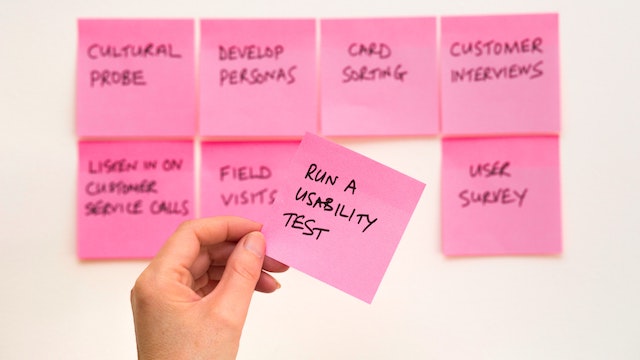 CULTURAL
PROBE
DEVELOP
PERSONAS
CARD
SORTING
CUSTOMER
INTERVIEWS
LISTEN IN ON
CUSTOMER
SERVICE CALLS
FIELD
VISITS
RUN A
USABILITY
TEST
USER
SURVEY